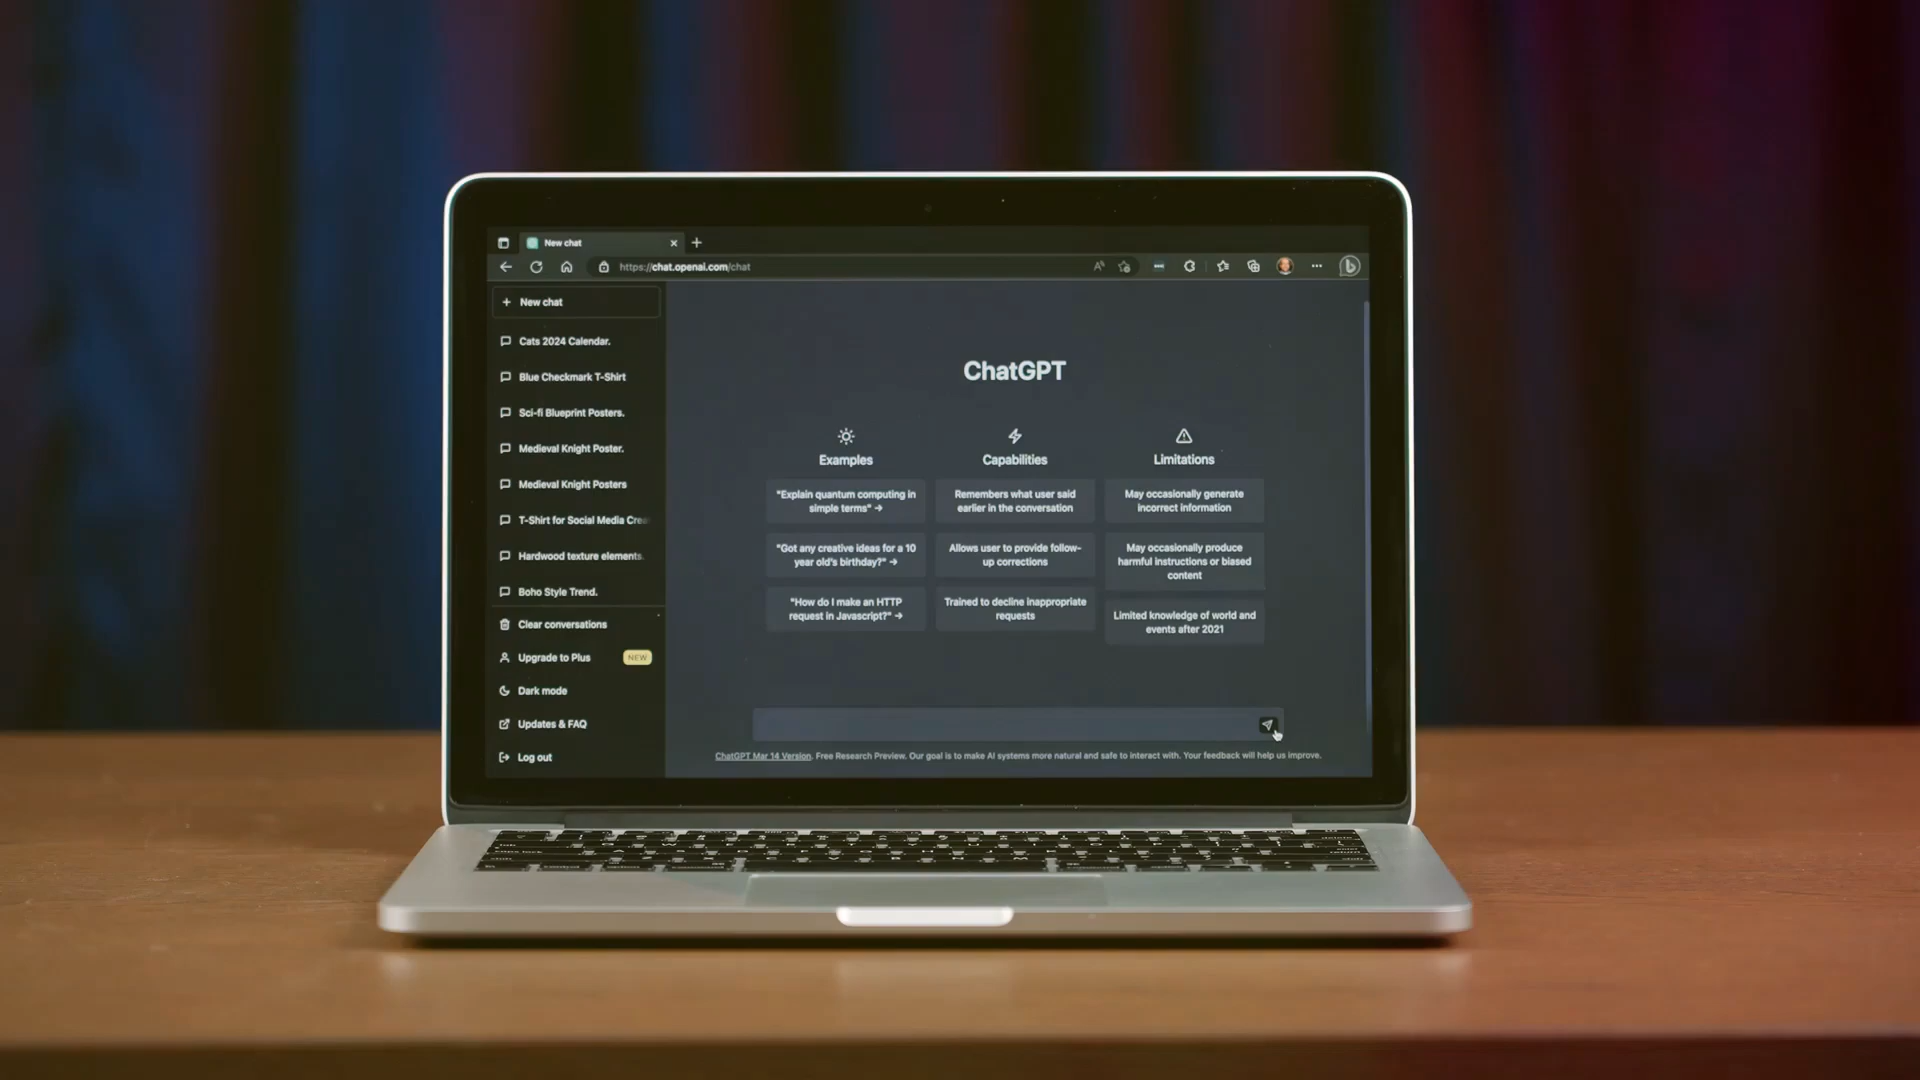 New chat
https://chat.openai.com/chat
New chat
Cats 2024 Calendar.
Blue Checkmark T-Shirt
Sci-fi Blueprint Posters.
Medieval Knight Poster.
Medieval Knight Posters
T-Shirt for Social Media Crea
Hardwood texture elements.
Boho Style Trend.
Clear conversations
Upgrade to Plus NEW
Dark mode
Updates & FAQ
Log out
ChatGPT
Examples
"Explain quantum computing in
simple terms" →
"Got any creative ideas for a 10
year old's birthday?" →
"How do I make an HTTP
request in Javascript?" →
Capabilities
Remembers what user said
earlier in the conversation
Allows user to provide follow-
up corrections
Trained to decline inappropriate
requests
Limitations
May occasionally generate
incorrect information
May occasionally produce
harmful instructions or biased
content
Limited knowledge of world and
events after 2021
ChatGPT Mar 14 Version. Free Research Preview. Our goal is to make AI systems more natural and safe to interact with. Your feedback will help us improve.